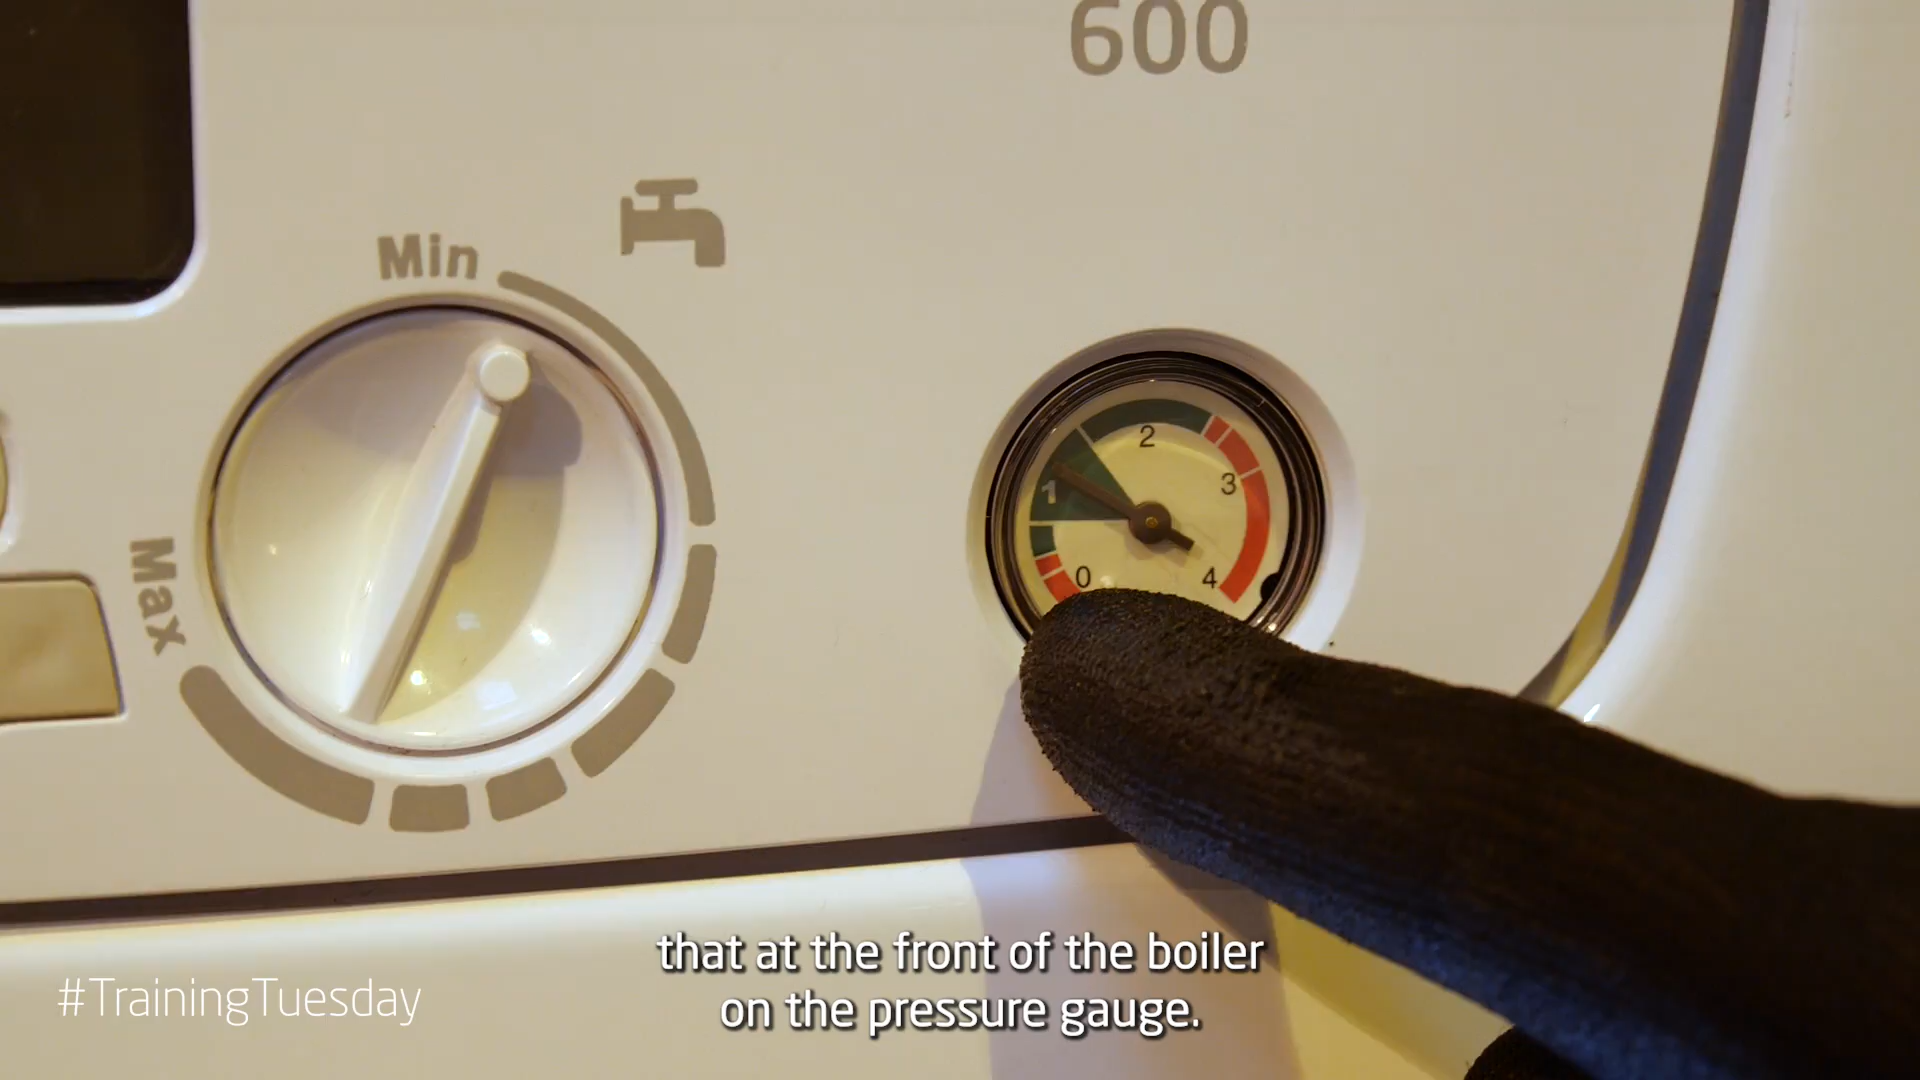 600
Min
Max
2
1
3
0
4
that at the front of the boiler
on the pressure gauge.
#TrainingTuesday